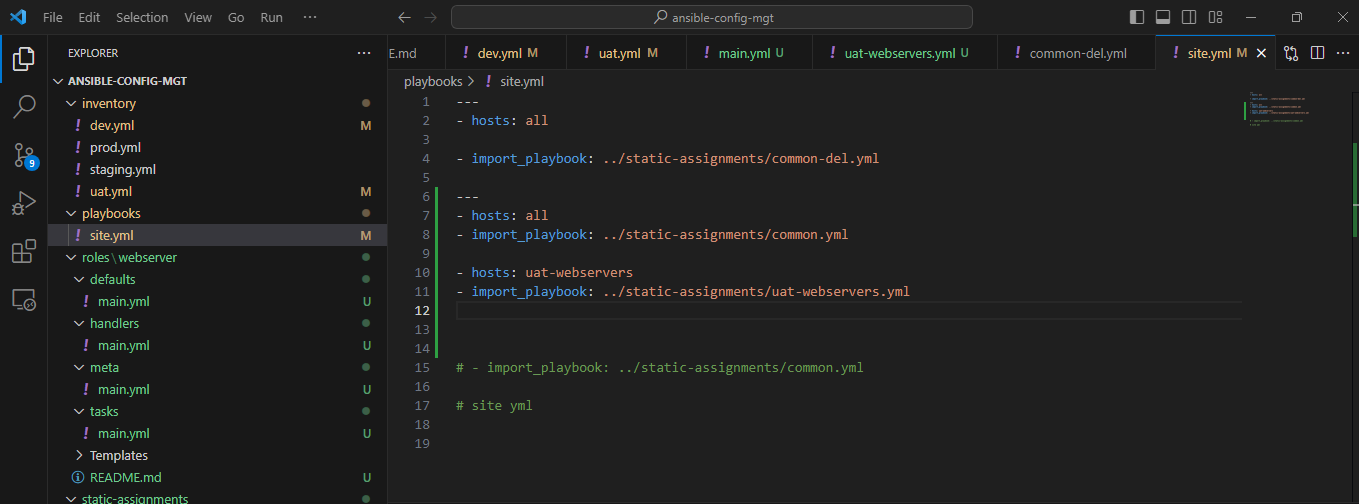 File Edit Selection View Go Run ···
ansible-config-mgt
EXPLORER ···
E.md
! dev.yml M
! uat.yml M
! main.yml U
! uat-webservers.yml U
! common-del.yml
! site.yml M
···
playbooks > ! site.yml
9
ANSIBLE-CONFIG-MGT
inventory
! dev.yml M
! prod.yml
! staging.yml
! uat.yml M
playbooks
! site.yml M
roles\webserver
defaults
! main.yml U
handlers
! main.yml U
meta
! main.yml U
tasks
! main.yml U
Templates
README.md U
static-assignments
1 ---
2 - hosts: all
3
4 - import_playbook: ../static-assignments/common-del.yml
5
6 ---
7 - hosts: all
8 - import_playbook: ../static-assignments/common.yml
9
10 - hosts: uat-webservers
11 - import_playbook: ../static-assignments/uat-webservers.yml
12
13
14
15 # - import_playbook: ../static-assignments/common.yml
16
17 # site yml
18
19